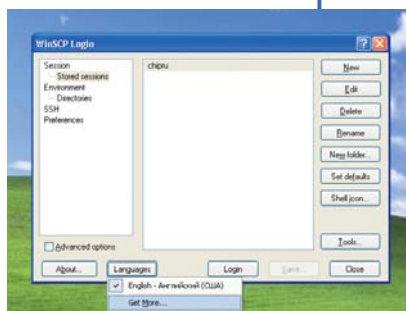 WinSCP Login
Session
Stored sessions
Environment
Directories
SSH
Preferences
chipru
New
Edit
Delete
Rename
New folder...
Set defaults
Shell icon...
Tools...
Advanced options
About...
Languages
Login
Save...
Close
English - Английский (США)
Get More...